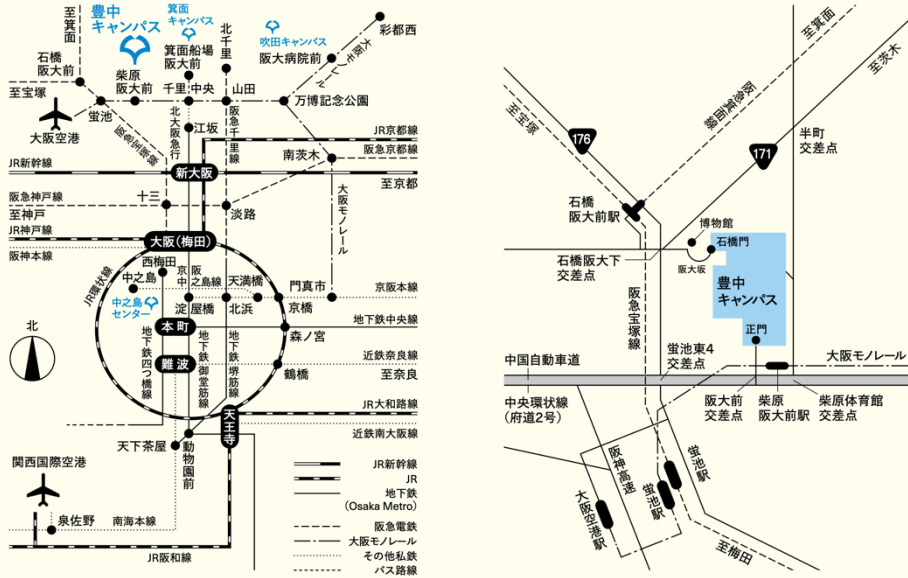 至箕面
豊中
キャンパス
箕面
キャンパス
北千里
吹田キャンパス
彩都西
石橋
阪大前
柴原
阪大前
箕面船場
阪大前
阪大病院前
大阪モノレール
至宝塚
千里中央
山田
万博記念公園
蛍池
大阪空港
阪急宝塚線
北大阪急行
江坂
阪急千里線
JR京都線
阪急京都線
南茨木
JR新幹線
新大阪
至京都
阪急神戸線
十三
淡路
大阪モノレール
至神戸
JR神戸線
大阪(梅田)
阪神本線
JR環状線
西梅田
中之島
京阪
中之島線
天満橋
門真市
京阪本線
中之島
センター
淀屋橋
北浜
京橋
北
本町
地下鉄中央線
森ノ宮
難波
近鉄奈良線
地下鉄四つ橋線
地下鉄御堂筋線
地下鉄堺筋線
鶴橋
至奈良
天王寺
JR大和路線
近鉄南大阪線
天下茶屋
動物園前
関西国際空港
泉佐野
南海本線
JR阪和線
JR新幹線
JR
地下鉄
(Osaka Metro)
阪急電鉄
大阪モノレール
その他私鉄
バス路線
至箕面
至茨木
阪急箕面線
至宝塚
176
171
半町
交差点
石橋
阪大前駅
博物館
石橋門
阪大坂
石橋阪大下
交差点
豊中
キャンパス
阪急宝塚線
正門
蛍池東4
交差点
大阪モノレール
中国自動車道
中央環状線
(府道2号)
阪大前
交差点
柴原
阪大前駅
柴原体育館
交差点
阪神高速
蛍池駅
蛍池駅
大阪空港駅
至梅田